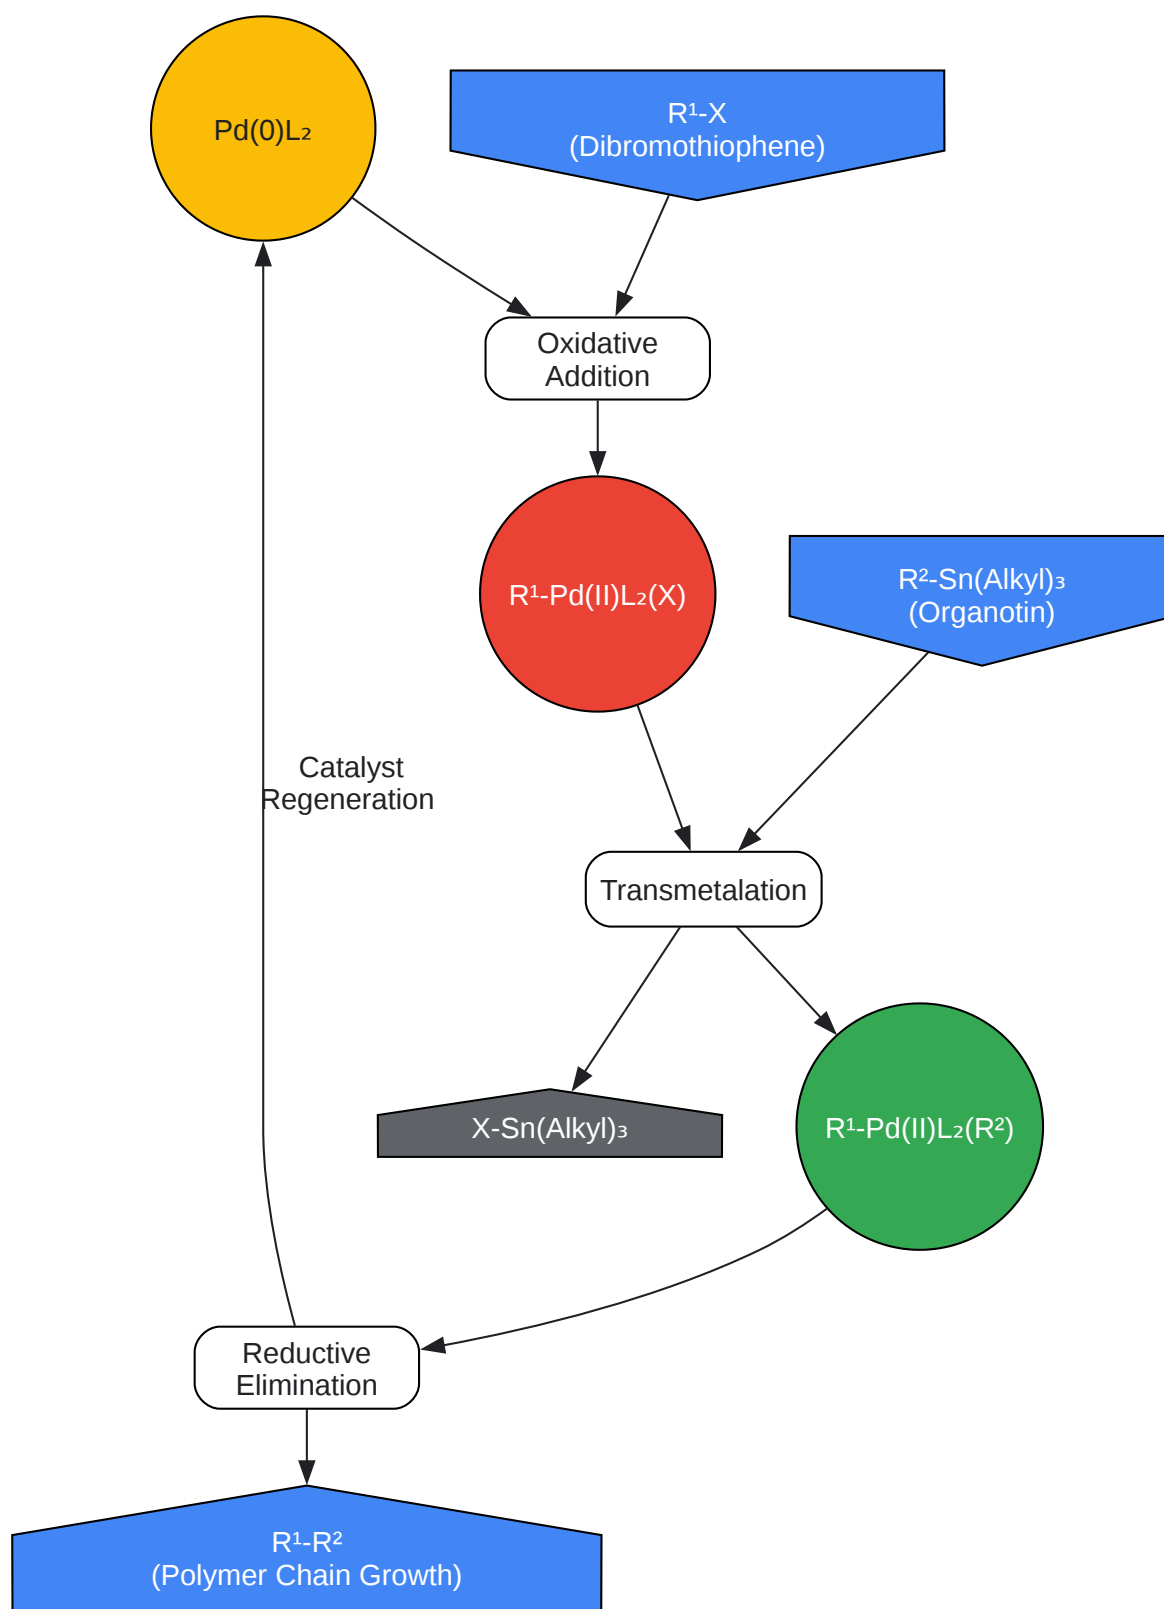 Pd(0)L₂
R¹-X
(Dibromothiophene)
Oxidative
Addition
R¹-Pd(II)L₂(X)
R²-Sn(Alkyl)₃
(Organotin)
Catalyst
Regeneration
Transmetalation
X-Sn(Alkyl)₃
R¹-Pd(II)L₂(R²)
Reductive
Elimination
R¹-R²
(Polymer Chain Growth)